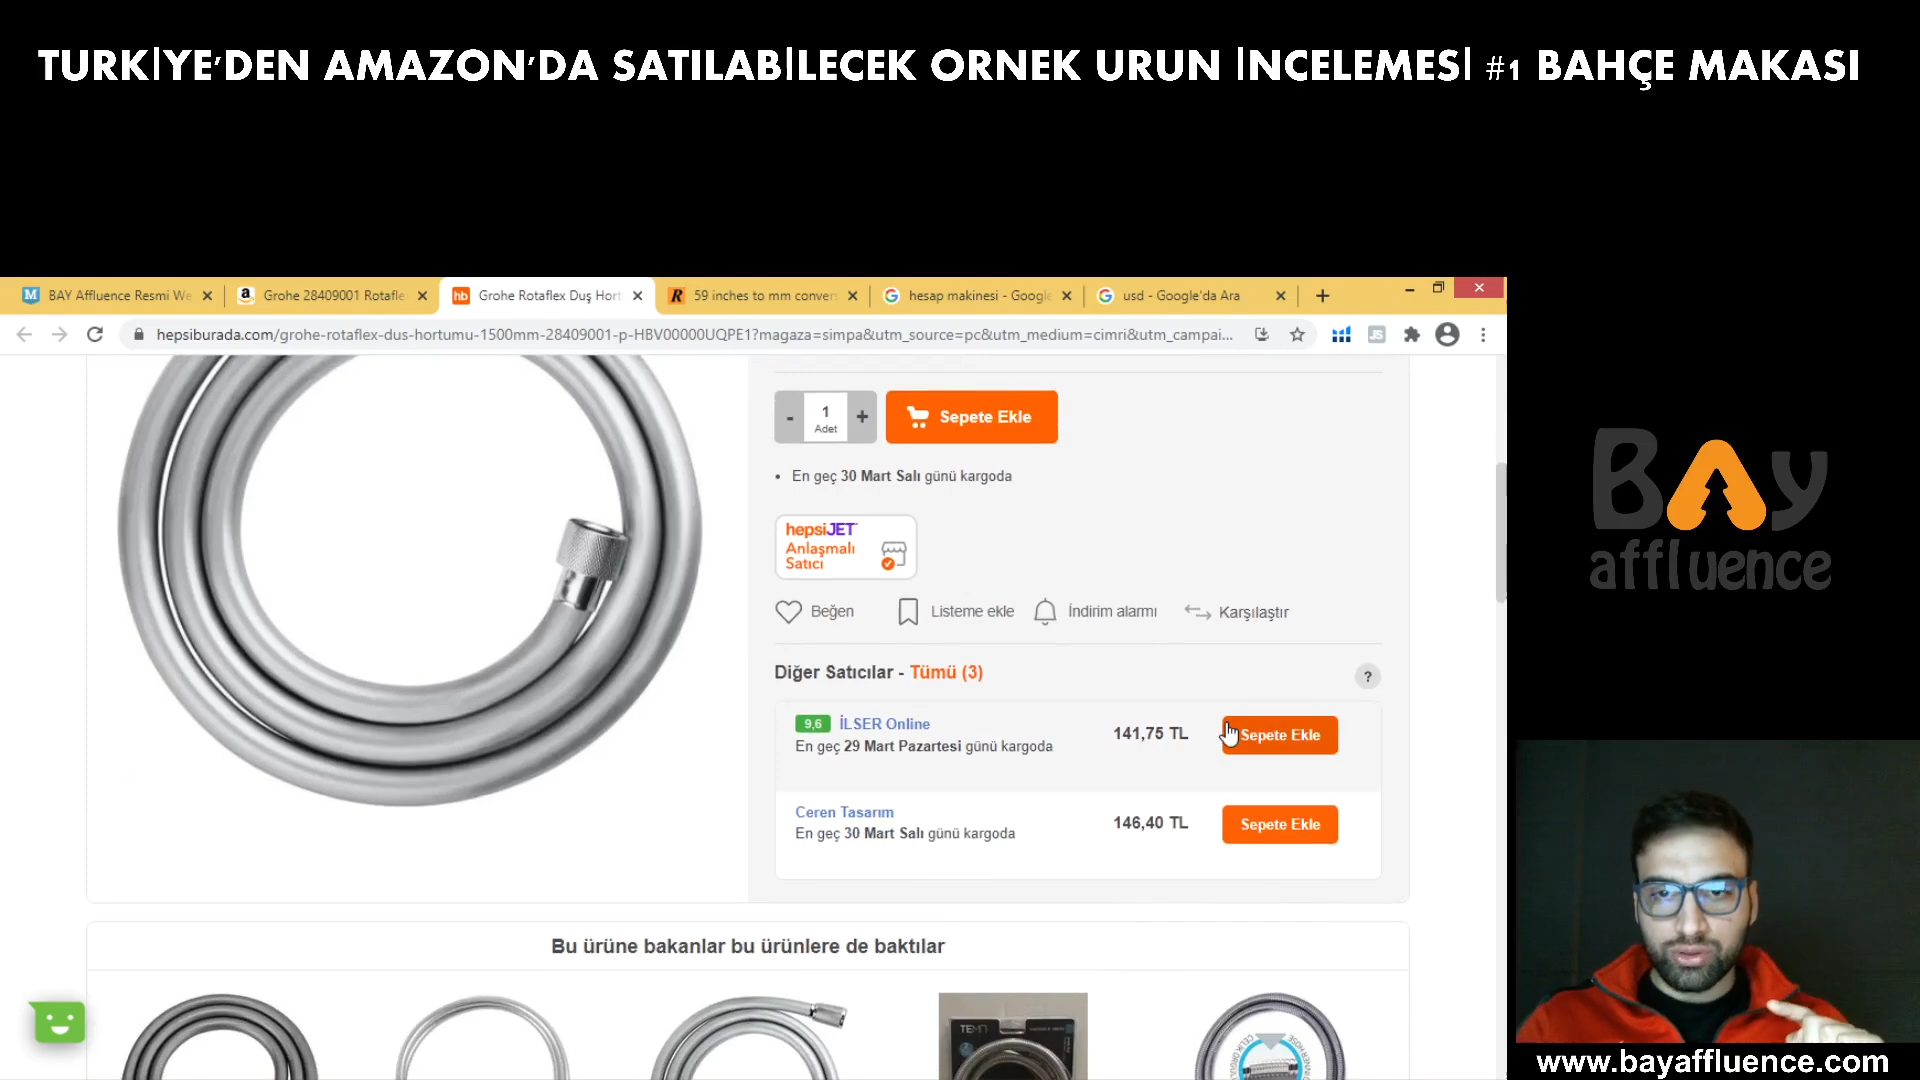 TURKİYE'DEN AMAZON'DA SATILABİLECEK ORNEK URUN İNCELEMESİ #1 BAHÇE MAKASI
BAY Affluence Resmi We
Grohe 28409001 Rotafle
Grohe Rotaflex Duş Hort
59 inches to mm conver
hesap makinesi - Google
usd - Google'da Ara
hepsiburada.com/grohe-rotaflex-dus-hortumu-1500mm-28409001-p-HBV00000UQPE1?magaza=simpa&utm_source=pc&utm_medium=cimri&utm_campai...
- 1 +
Adet
Sepete Ekle
• En geç 30 Mart Salı günü kargoda
hepsiJET
Anlaşmalı
Satıcı
Beğen Listeme ekle İndirim alarmı Karşılaştır
Diğer Satıcılar - Tümü (3)
?
9,6 İLSER Online
En geç 29 Mart Pazartesi günü kargoda
141,75 TL
Sepete Ekle
Ceren Tasarım
En geç 30 Mart Salı günü kargoda
146,40 TL
Sepete Ekle
Bu ürüne bakanlar bu ürünlere de baktılar
Bay
affluence
www.bayaffluence.com